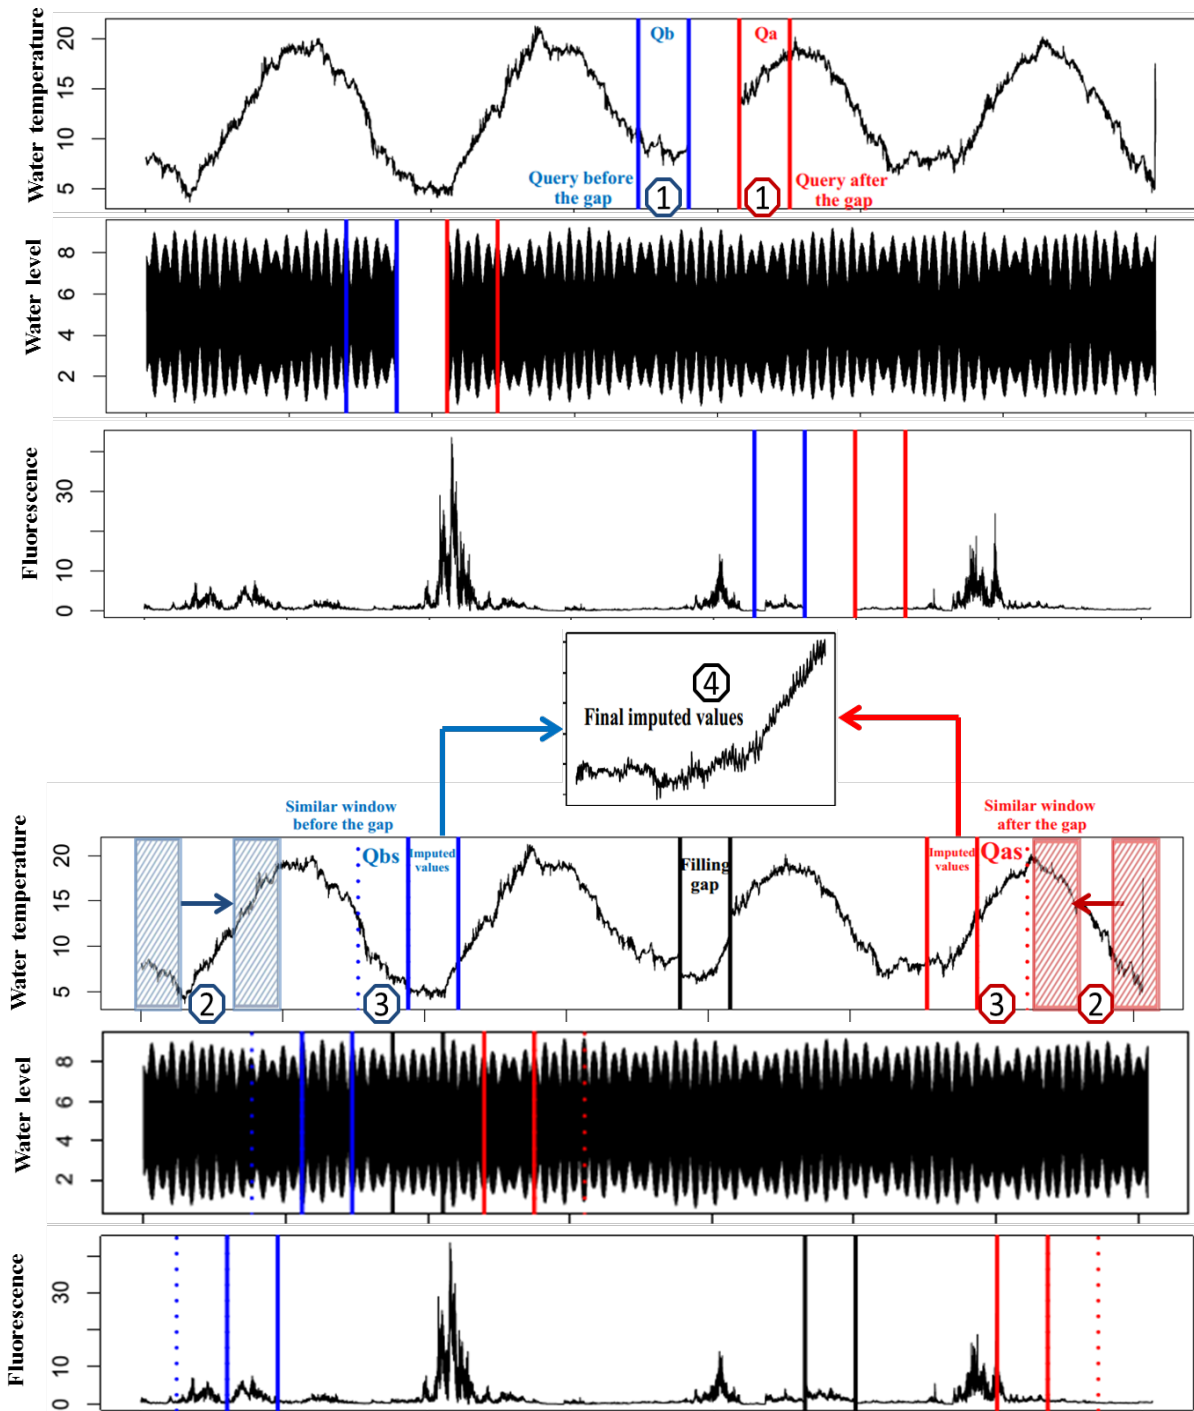 Water temperature
20
15
10
5
Qb
Qa
Query before
the gap
1
1
Query after
the gap
Water level
8
6
4
2
Fluorescence
30
10
0
4
Final imputed values
Similar window
before the gap
Similar window
after the gap
Water temperature
20
15
10
5
Qbs
Imputed
values
Filling
gap
Imputed
values
Qas
2
3
3
2
Water level
8
6
4
2
Fluorescence
30
10
0